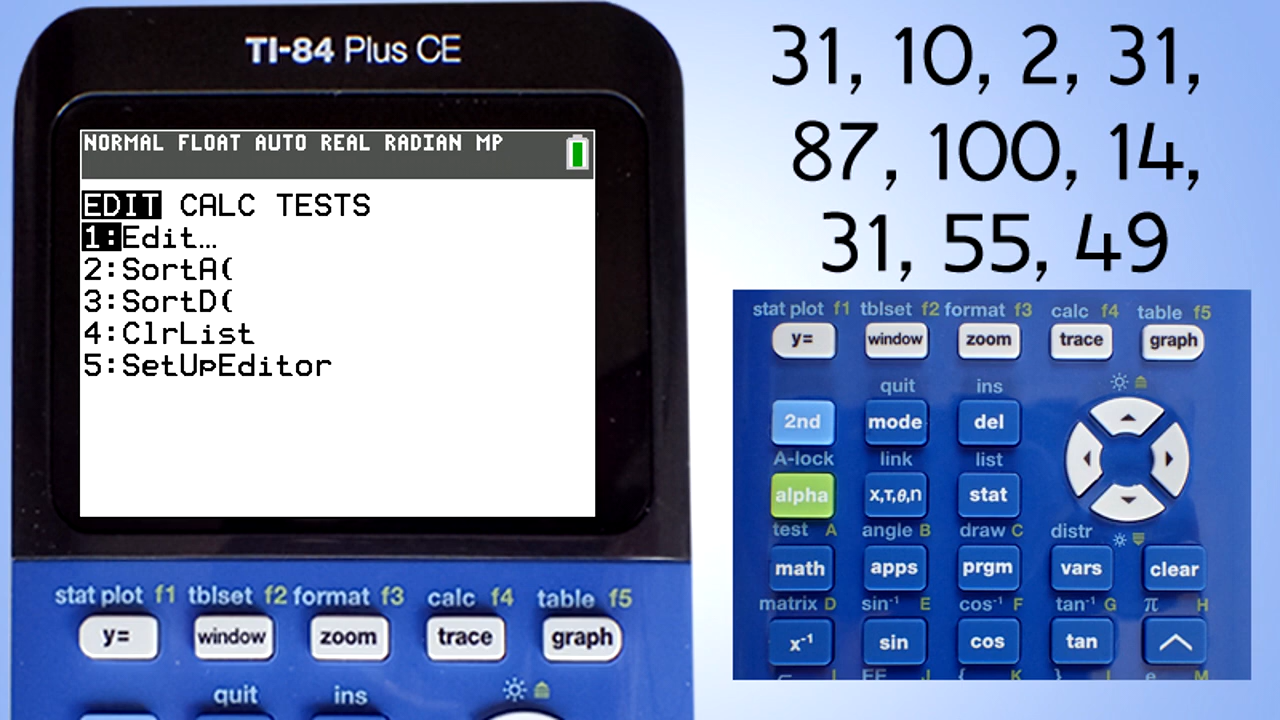 TI-84 Plus CE
NORMAL FLOAT AUTO REAL RADIAN MP
EDIT CALC TESTS
1:Edit…
2:SortA(
3:SortD(
4:ClrList
5:SetUpEditor
stat plot f1 tblset f2 format f3 calc f4 table f5
y= window zoom trace graph
quit ins
31, 10, 2, 31,
87, 100, 14,
31, 55, 49
stat plot f1 tblset f2 format f3 calc f4 table f5
y= window zoom trace graph
quit ins
2nd mode del
A-lock link list
alpha X,T,θ,n stat
test A angle B draw C distr
math apps prgm vars clear
matrix D sin⁻¹ E cos⁻¹ F tan⁻¹ G π H
x⁻¹ sin cos tan ^